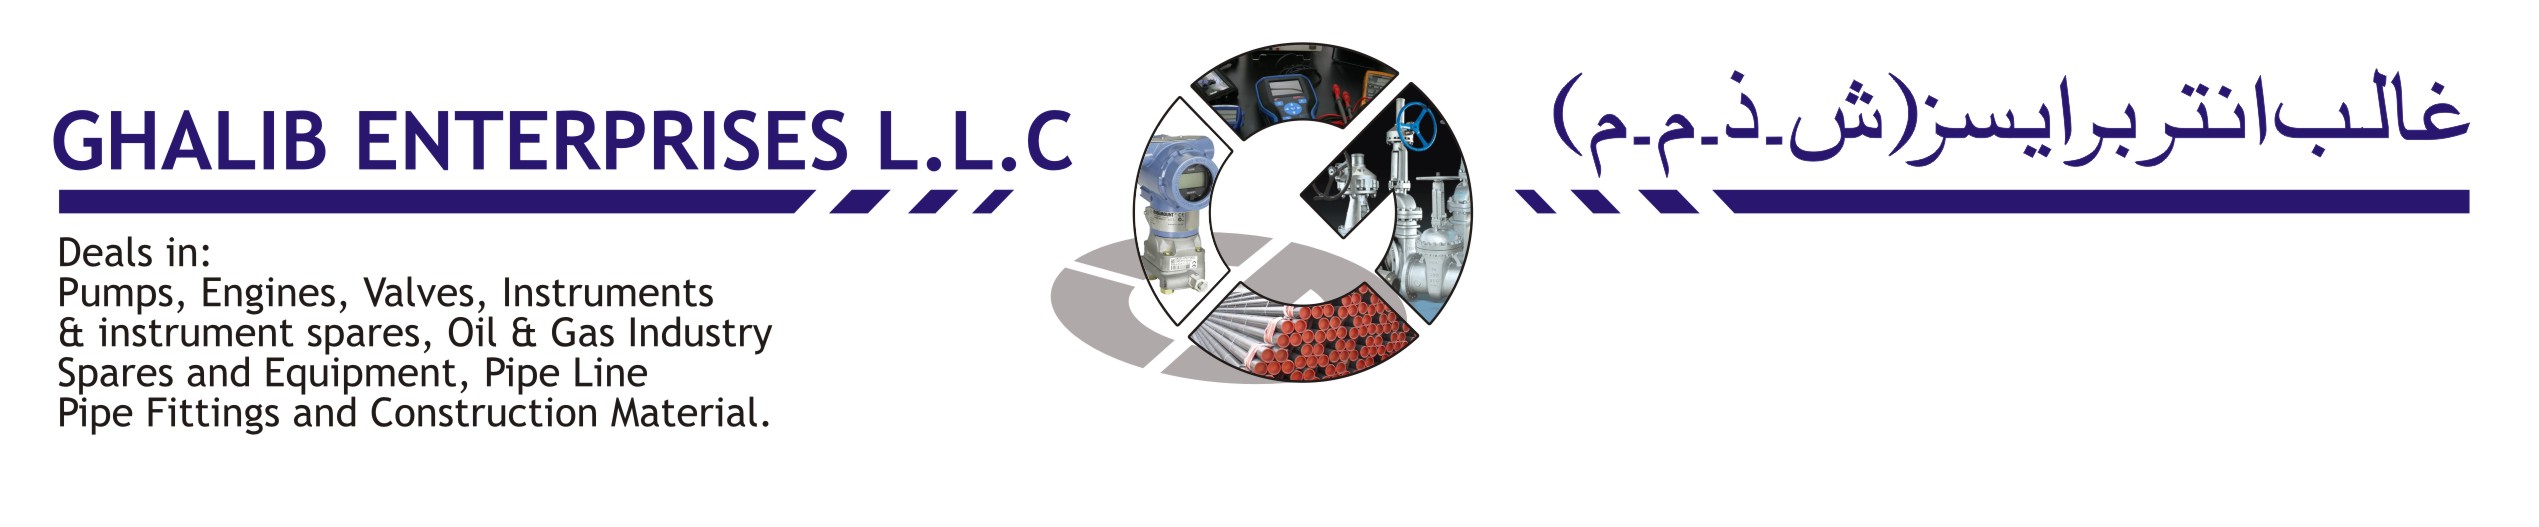 GHALIB ENTERPRISES L.L.C
غالب انتربرايسز (ش-ذ-م-م)
Deals in:
Pumps, Engines, Valves, Instruments
& instrument spares, Oil & Gas Industry
Spares and Equipment, Pipe Line
Pipe Fittings and Construction Material.